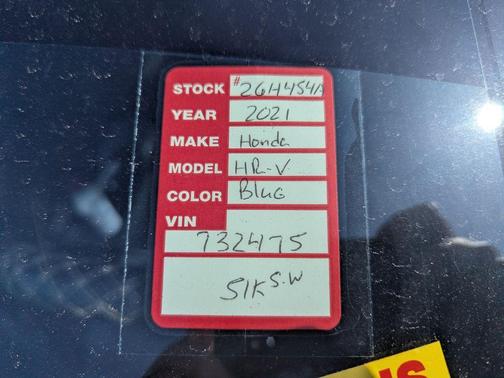 STOCK #26H454A
YEAR 2021
MAKE Honda
MODEL HR-V
COLOR Blue
VIN
732475
51K S.W